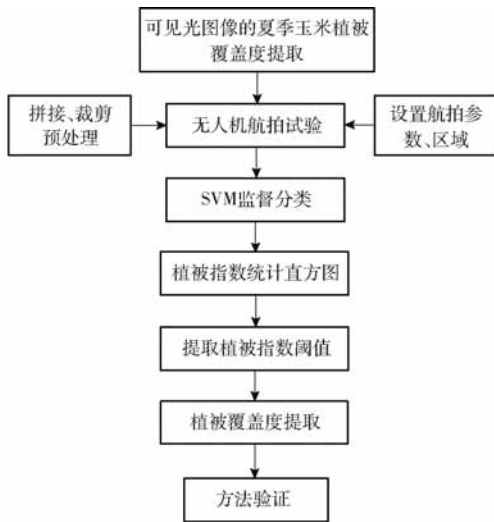 可见光图像的夏季玉米植被
覆盖度提取
拼接、裁剪
预处理
无人机航拍试验
设置航拍参
数、区域
SVM监督分类
植被指数统计直方图
提取植被指数阈值
植被覆盖度提取
方法验证